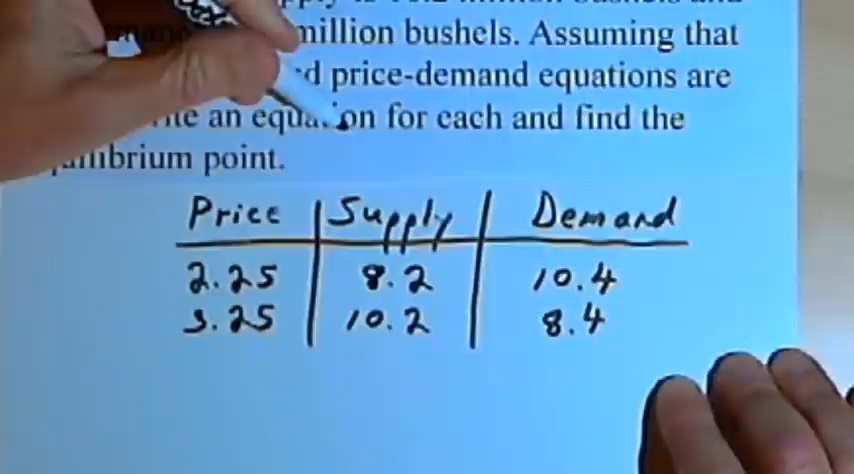 million bushels. Assuming that
price-demand equations are
an equation for each and find the
point.
Price Supply Demand
2.25 8.2 10.4
3.25 10.2 8.4